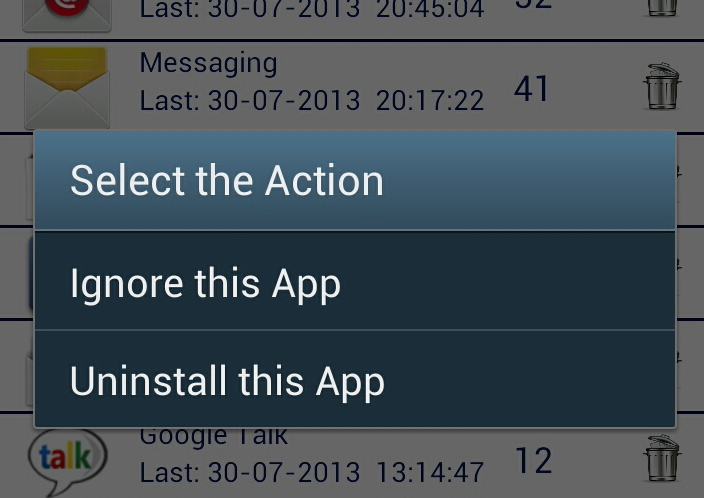 Last: 30-07-2013 20:45:04 52
Messaging
Last: 30-07-2013 20:17:22 41
Select the Action
Ignore this App
Uninstall this App
talk
Google Talk
Last: 30-07-2013 13:14:47 12